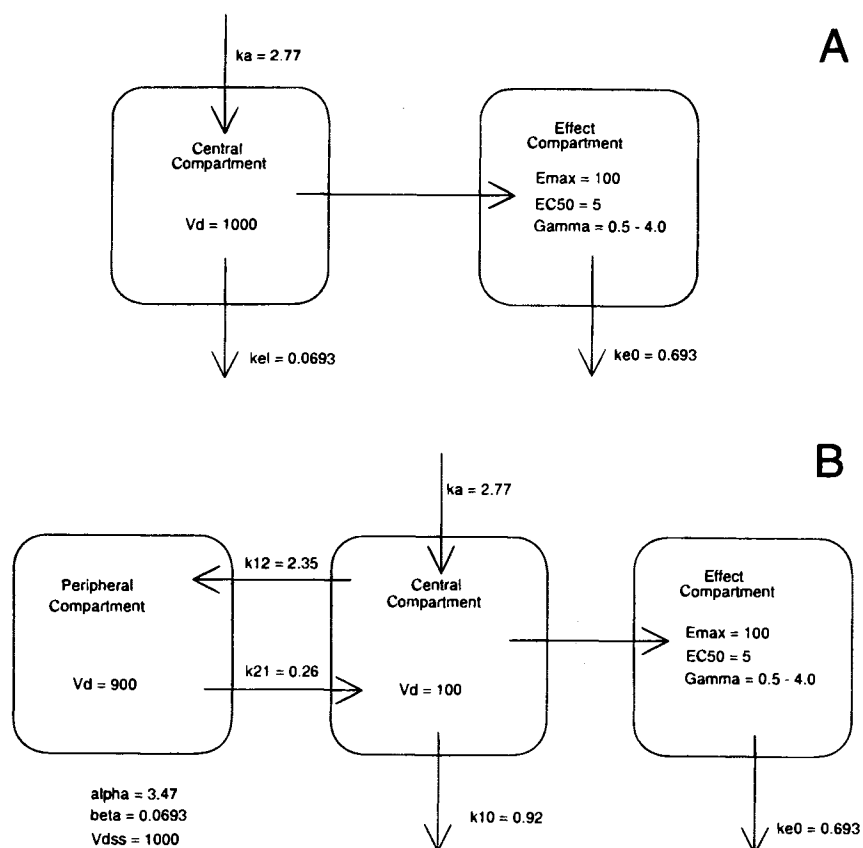 A
ka = 2.77
Central
Compartment
Vd = 1000
kel = 0.0693
Effect
Compartment
Emax = 100
EC50 = 5
Gamma = 0.5 - 4.0
ke0 = 0.693
B
ka = 2.77
Peripheral
Compartment
Vd = 900
k12 = 2.35
k21 = 0.26
Central
Compartment
Vd = 100
k10 = 0.92
Effect
Compartment
Emax = 100
EC50 = 5
Gamma = 0.5 - 4.0
ke0 = 0.693
alpha = 3.47
beta = 0.0693
Vdss = 1000